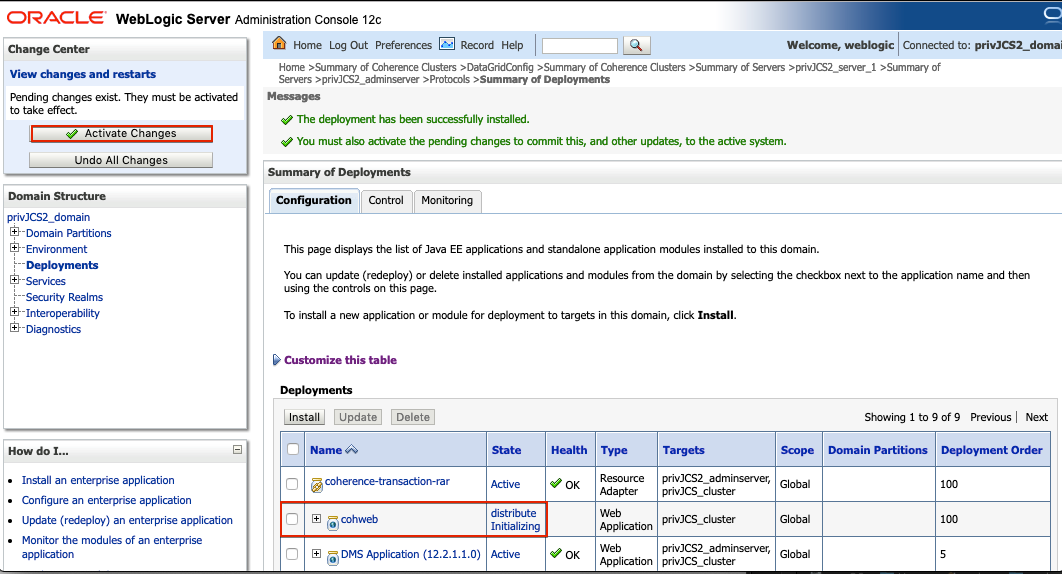 ORACLE WebLogic Server Administration Console 12c
Change Center
View changes and restarts
Pending changes exist. They must be activated
to take effect.
Activate Changes
Undo All Changes
Domain Structure
privJCS2_domain
Domain Partitions
Environment
Deployments
Services
Security Realms
Interoperability
Diagnostics
How do I...
Install an enterprise application
Configure an enterprise application
Update (redeploy) an enterprise application
Monitor the modules of an enterprise
application
Home Log Out Preferences Record Help
Welcome, weblogic Connected to: privJCS2_domai
Home >Summary of Coherence Clusters >DataGridConfig >Summary of Coherence Clusters >Summary of Servers >privJCS2_server_1 >Summary of
Servers >privJCS2_adminserver >Protocols >Summary of Deployments
Messages
The deployment has been successfully installed.
You must also activate the pending changes to commit this, and other updates, to the active system.
Summary of Deployments
Configuration Control Monitoring
This page displays the list of Java EE applications and standalone application modules installed to this domain.
You can update (redeploy) or delete installed applications and modules from the domain by selecting the checkbox next to the application name and then
using the controls on this page.
To install a new application or module for deployment to targets in this domain, click Install.
Customize this table
Deployments
Install Update Delete Showing 1 to 9 of 9 Previous | Next
Name State Health Type Targets Scope Domain Partitions Deployment Order
coherence-transaction-rar Active OK Resource Adapter privJCS2_adminserver, privJCS_cluster Global 100
cohweb distribute Initializing Web Application privJCS_cluster Global 100
DMS Application (12.2.1.1.0) Active OK Web Application privJCS2_adminserver, privJCS_cluster Global 5